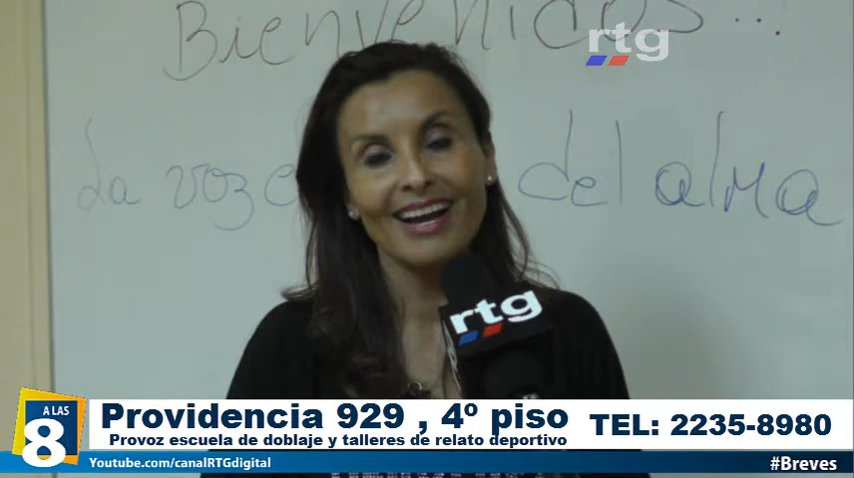 Bienvenidos...!
rtg
La voz es del alma
rtg
A LAS
8
Providencia 929 , 4º piso
Provoz escuela de doblaje y talleres de relato deportivo
TEL: 2235-8980
Youtube.com/canalRTGdigital
#Breves